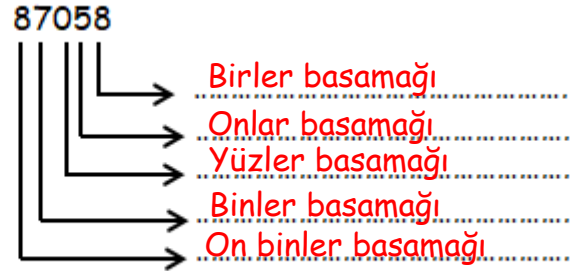 87058
Birler basamağı
Onlar basamağı
Yüzler basamağı
Binler basamağı
On binler basamağı